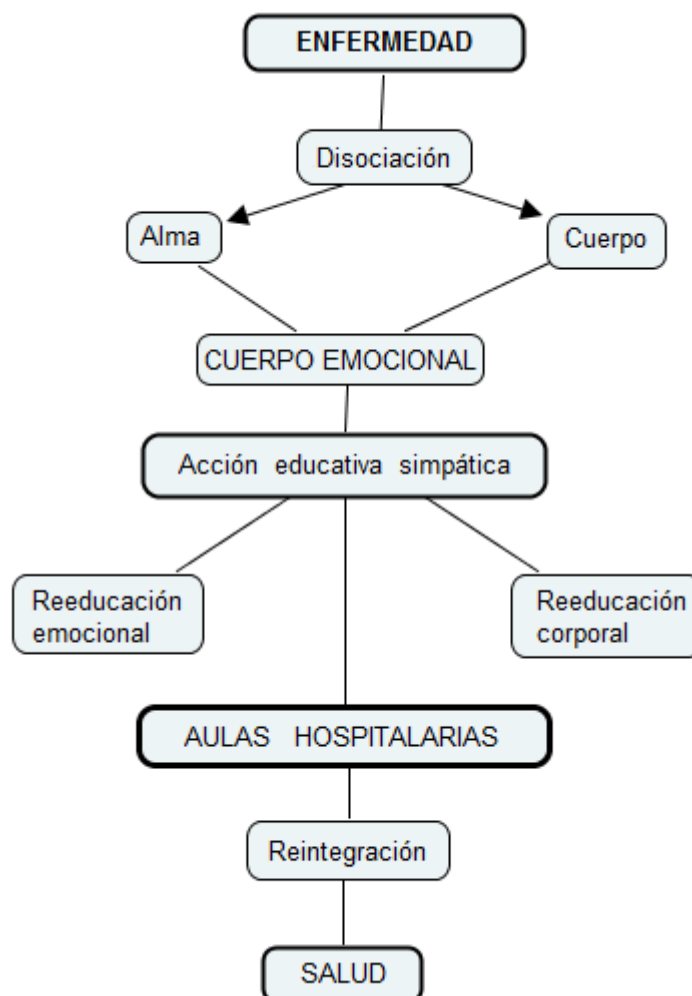 ENFERMEDAD
Disociación
Alma
Cuerpo
CUERPO EMOCIONAL
Acción educativa simpática
Reeducación
emocional
Reeducación
corporal
AULAS HOSPITALARIAS
Reintegración
SALUD